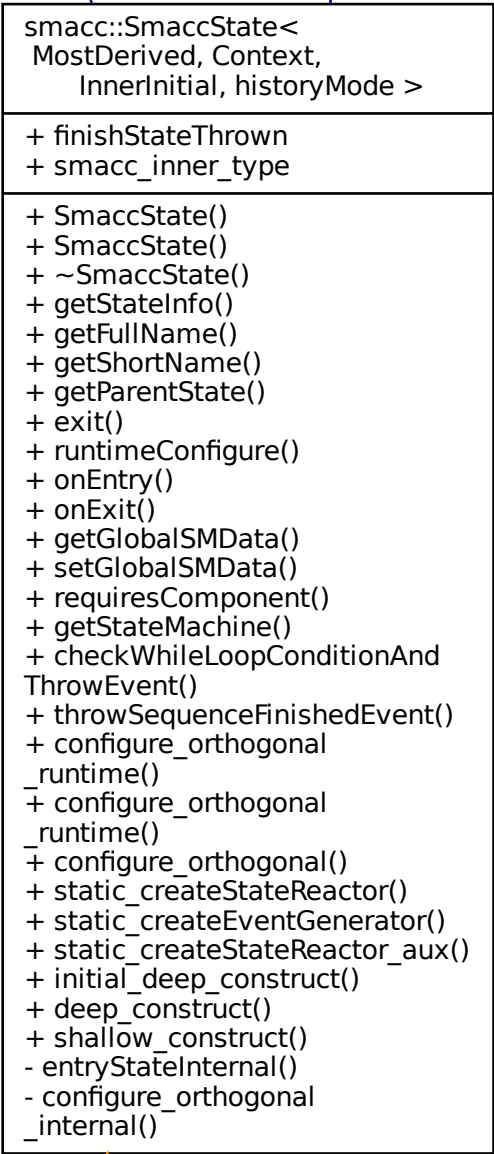 smacc::SmaccState<
MostDerived, Context,
InnerInitial, historyMode >
+ finishStateThrown
+ smacc_inner_type
+ SmaccState()
+ SmaccState()
+ ~SmaccState()
+ getStateInfo()
+ getFullName()
+ getShortName()
+ getParentState()
+ exit()
+ runtimeConfigure()
+ onEntry()
+ onExit()
+ getGlobalSMData()
+ setGlobalSMData()
+ requiresComponent()
+ getStateMachine()
+ checkWhileLoopConditionAnd
ThrowEvent()
+ throwSequenceFinishedEvent()
+ configure_orthogonal
_runtime()
+ configure_orthogonal
_runtime()
+ configure_orthogonal()
+ static_createStateReactor()
+ static_createEventGenerator()
+ static_createStateReactor_aux()
+ initial_deep_construct()
+ deep_construct()
+ shallow_construct()
- entryStateInternal()
- configure_orthogonal
_internal()